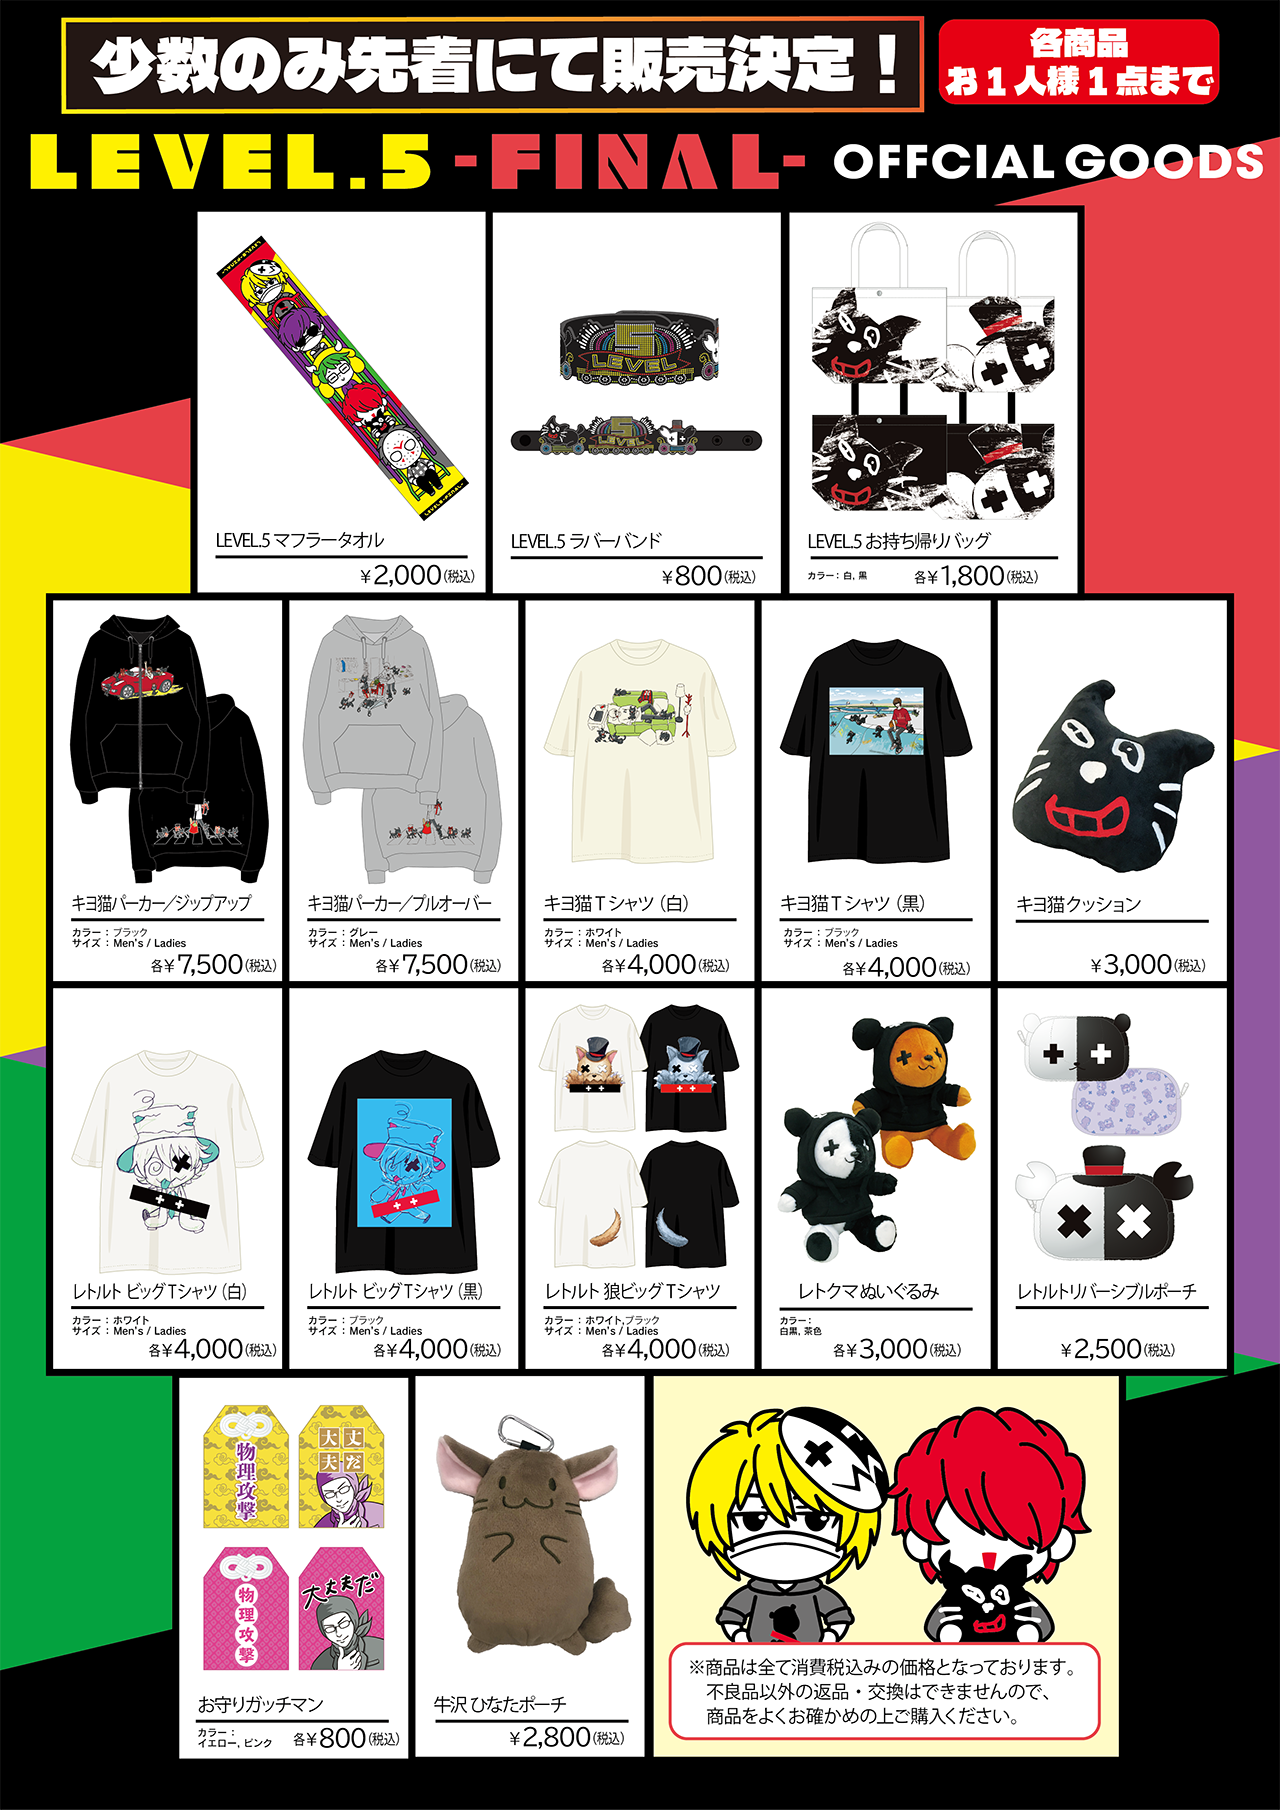 少数のみ先着にて販売決定！
各商品
お１人様１点まで
LEVEL.5 -FINAL- OFFCIAL GOODS
5
LEVEL
5
LEVEL
LEVEL.5 マフラータオル
￥2,000(税込)
LEVEL.5 ラバーバンド
￥800(税込)
LEVEL.5 お持ち帰りバッグ
カラー：白, 黒 各￥1,800(税込)
キヨ猫パーカー／ジップアップ
カラー：ブラック
サイズ：Men's / Ladies
各￥7,500(税込)
キヨ猫パーカー／プルオーバー
カラー：グレー
サイズ：Men's / Ladies
各￥7,500(税込)
キヨ猫Ｔシャツ（白）
カラー：ホワイト
サイズ：Men's / Ladies
各￥4,000(税込)
キヨ猫Ｔシャツ（黒）
カラー：ブラック
サイズ：Men's / Ladies
各￥4,000(税込)
キヨ猫クッション
￥3,000(税込)
レトルト ビッグTシャツ（白）
カラー：ホワイト
サイズ：Men's / Ladies
各￥4,000(税込)
レトルト ビッグTシャツ（黒）
カラー：ブラック
サイズ：Men's / Ladies
各￥4,000(税込)
レトルト 狼ビッグTシャツ
カラー：ホワイト,ブラック
サイズ：Men's / Ladies
各￥4,000(税込)
レトクマぬいぐるみ
カラー：
白黒, 茶色
各￥3,000(税込)
レトルトリバーシブルポーチ
￥2,500(税込)
物理攻撃
大丈夫だ
物理攻撃
大丈夫だ
お守りガッチマン
カラー：
イエロー, ピンク 各￥800(税込)
牛沢 ひなたポーチ
￥2,800(税込)
※商品は全て消費税込みの価格となっております。
不良品以外の返品・交換はできませんので、
商品をよくお確かめの上ご購入ください。